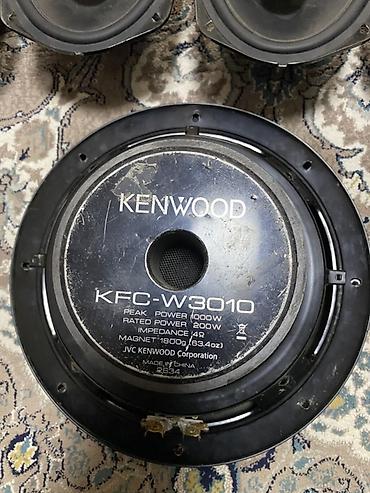 KENWOOD
KFC-W3010
PEAK POWER 1000W
RATED POWER 200W
IMPEDANCE 4Ω
MAGNET 1800g (63,4oz)
JVC KENWOOD Corporation
MADE IN CHINA
2634